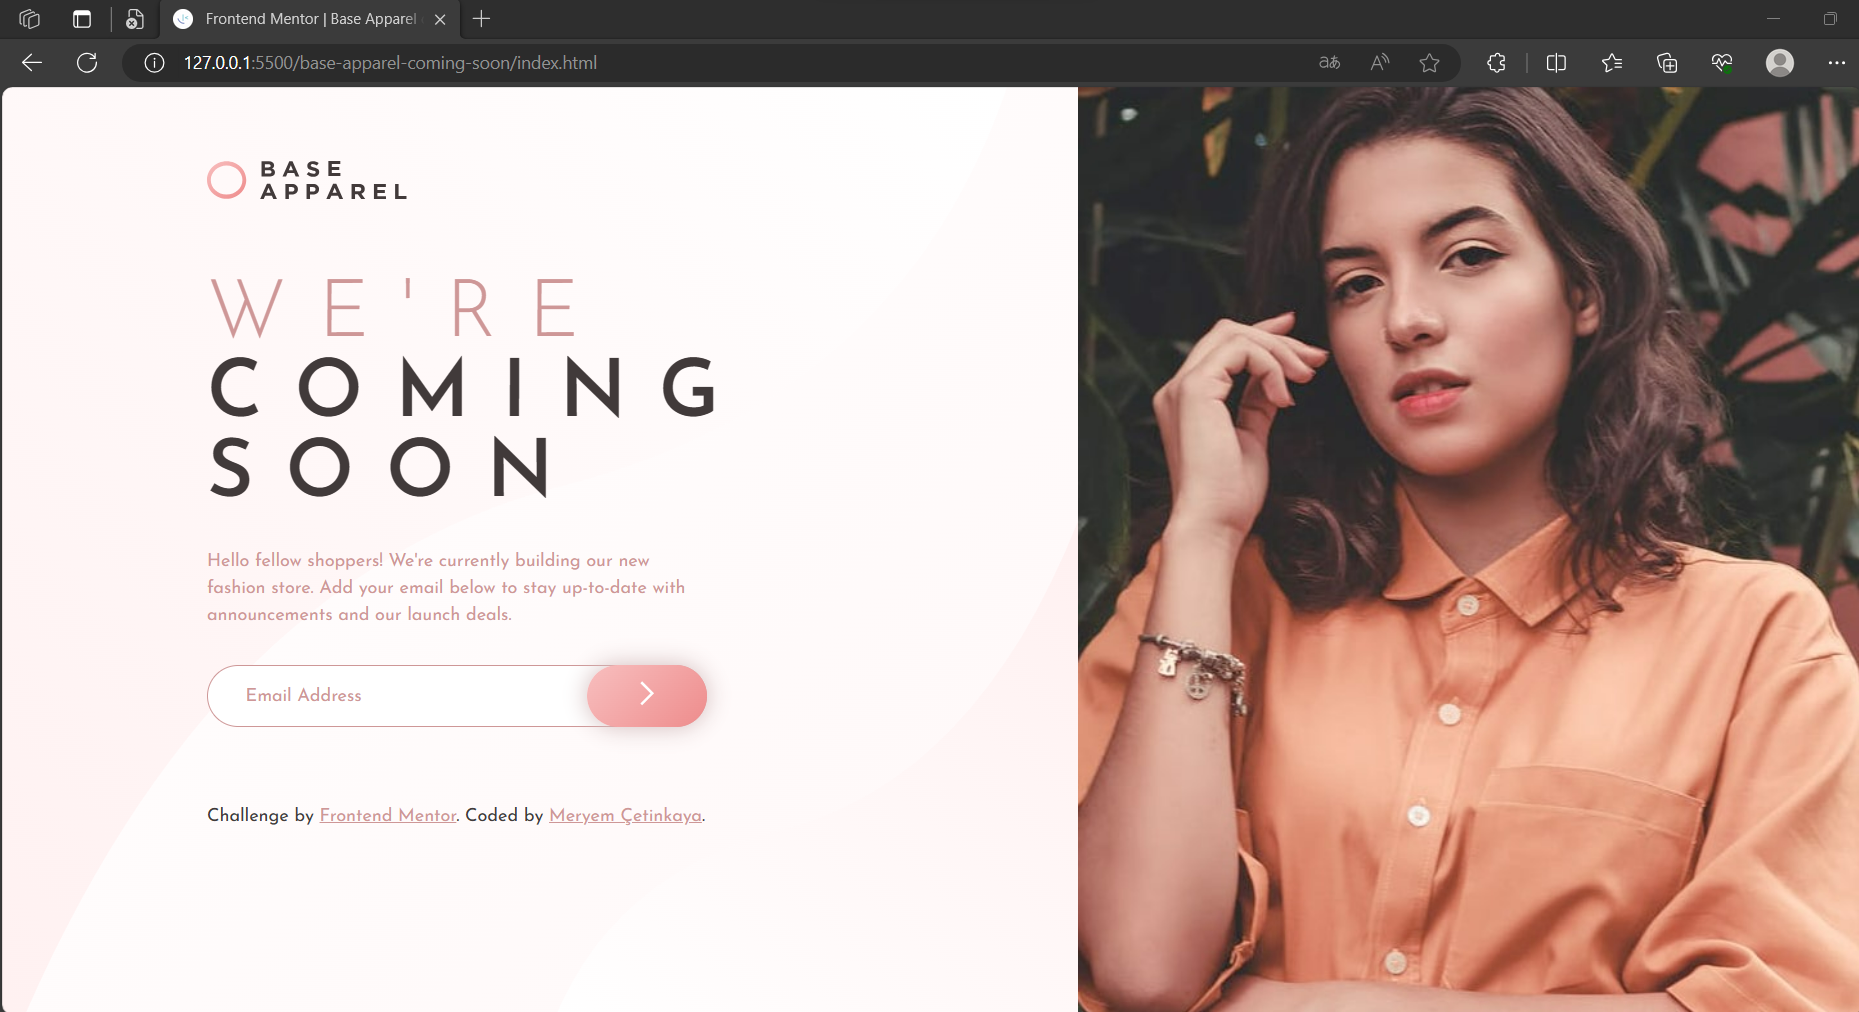 Frontend Mentor | Base Apparel
127.0.0.1:5500/base-apparel-coming-soon/index.html
BASE
APPAREL
WE'RE
COMING
SOON
Hello fellow shoppers! We're currently building our new
fashion store. Add your email below to stay up-to-date with
announcements and our launch deals.
Email Address
Challenge by Frontend Mentor. Coded by Meryem Çetinkaya.